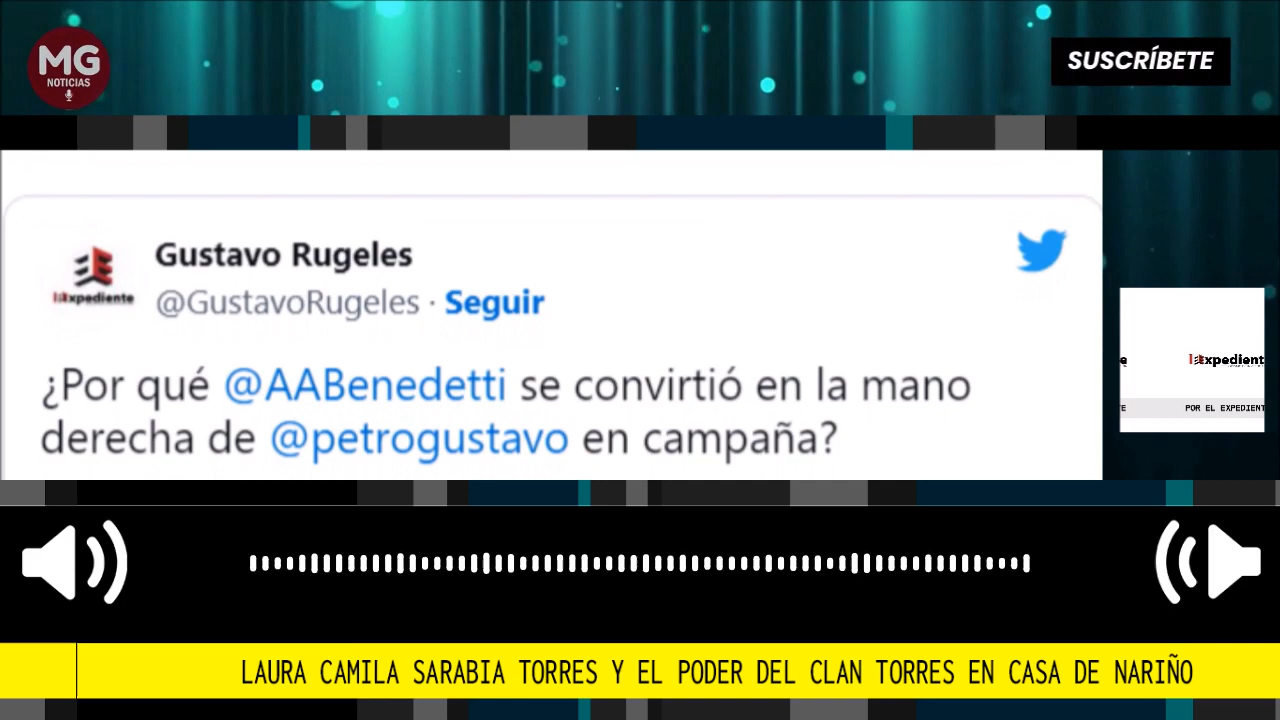 MG
NOTICIAS
SUSCRÍBETE
Gustavo Rugeles
@GustavoRugeles · Seguir
¿Por qué @AABenedetti se convirtió en la mano
derecha de @petrogustavo en campaña?
POR EL EXPEDIENT
LAURA CAMILA SARABIA TORRES Y EL PODER DEL CLAN TORRES EN CASA DE NARIÑO